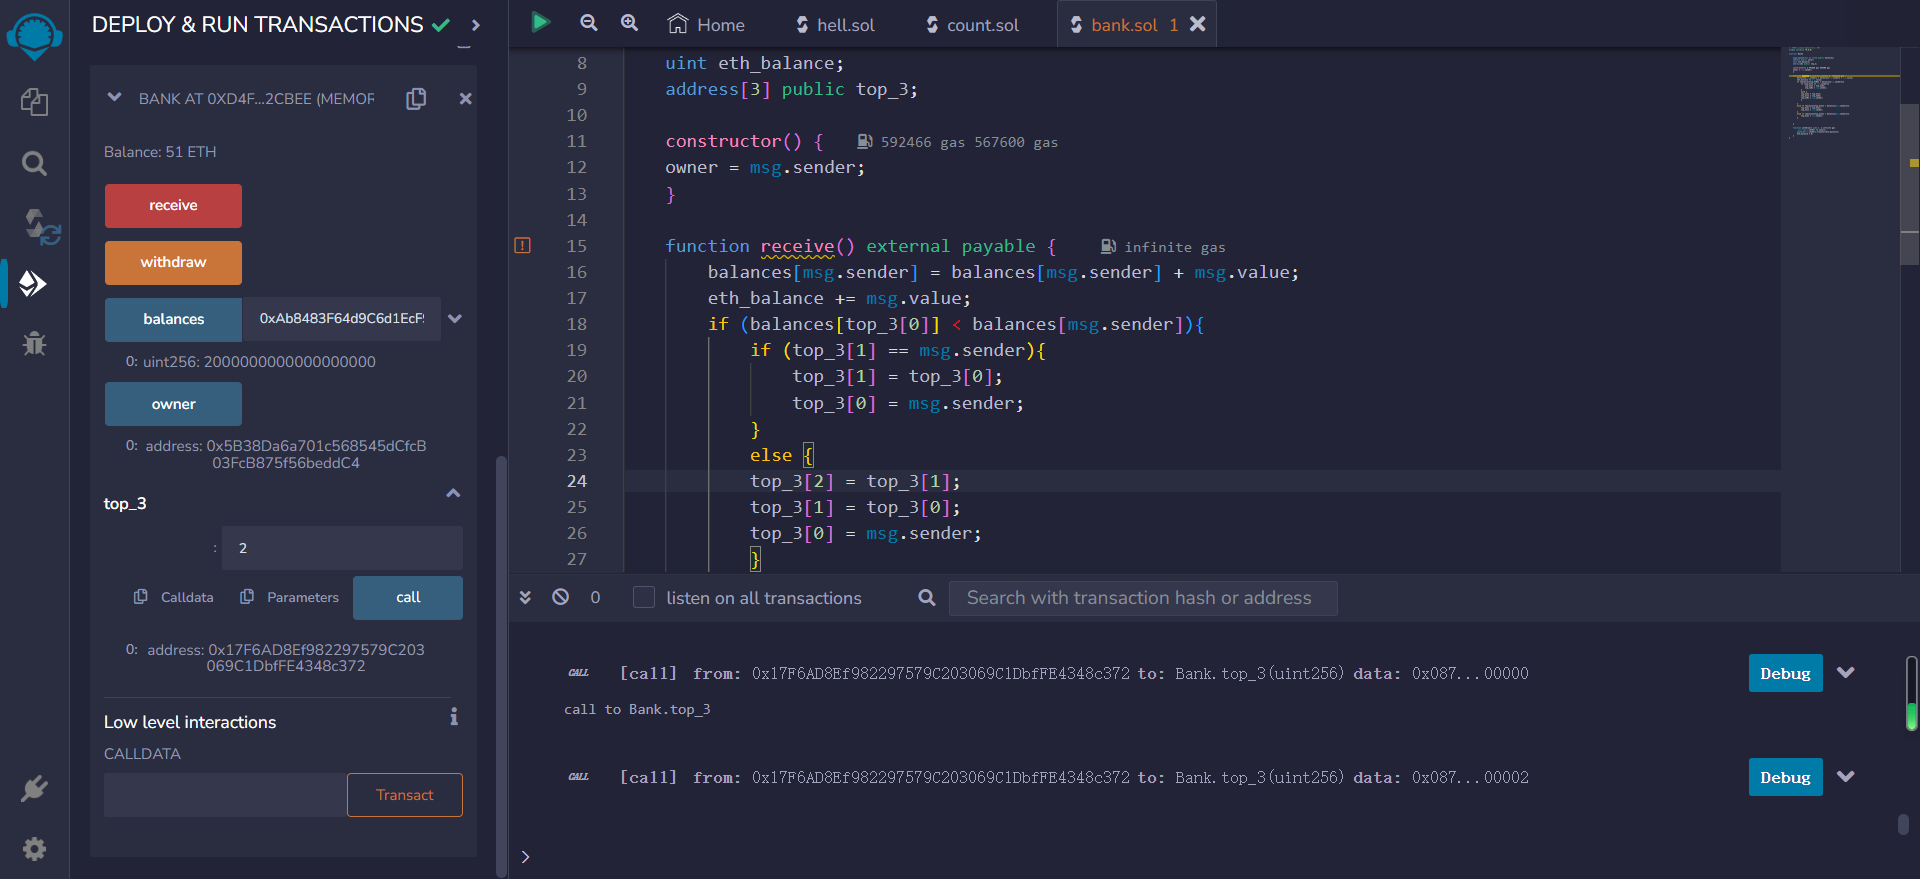 DEPLOY & RUN TRANSACTIONS
BANK AT 0XD4F...2CBEE (MEMOR
Balance: 51 ETH
receive
withdraw
balances
0xAb8483F64d9C6d1EcF9
0: uint256: 2000000000000000000
owner
0: address: 0x5B38Da6a701c568545dCfcB
03FcB875f56beddC4
top_3
: 2
Calldata Parameters call
0: address: 0x17F6AD8Ef982297579C203
069C1DbfFE4348c372
Low level interactions
CALLDATA
Transact
Home hell.sol count.sol bank.sol 1
8 uint eth_balance;
9 address[3] public top_3;
10
11 constructor() { 592466 gas 567600 gas
12 owner = msg.sender;
13 }
14
15 function receive() external payable { infinite gas
16 balances[msg.sender] = balances[msg.sender] + msg.value;
17 eth_balance += msg.value;
18 if (balances[top_3[0]] < balances[msg.sender]){
19 if (top_3[1] == msg.sender){
20 top_3[1] = top_3[0];
21 top_3[0] = msg.sender;
22 }
23 else {
24 top_3[2] = top_3[1];
25 top_3[1] = top_3[0];
26 top_3[0] = msg.sender;
27 }
0 listen on all transactions Search with transaction hash or address
CALL [call] from: 0x17F6AD8Ef982297579C203069C1DbfFE4348c372 to: Bank.top_3(uint256) data: 0x087...00000 Debug
call to Bank.top_3
CALL [call] from: 0x17F6AD8Ef982297579C203069C1DbfFE4348c372 to: Bank.top_3(uint256) data: 0x087...00002 Debug
>